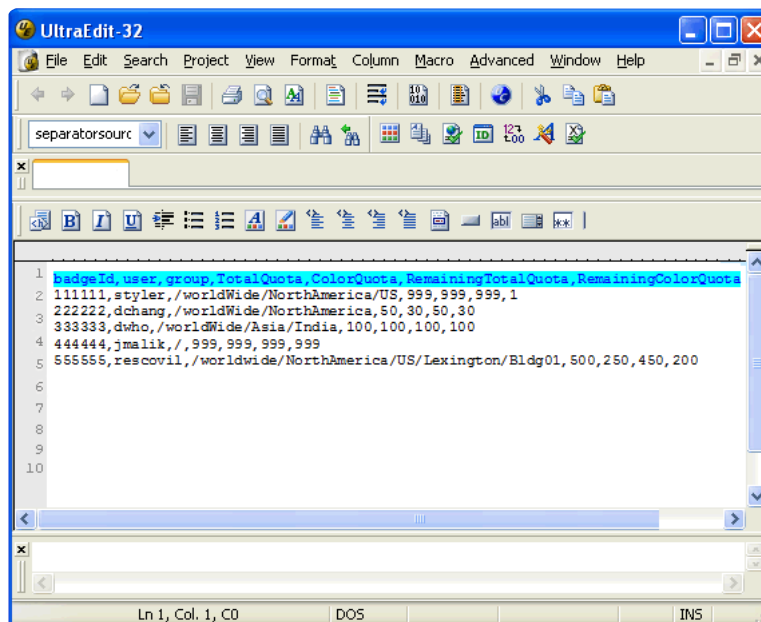 UltraEdit-32
File Edit Search Project View Format Column Macro Advanced Window Help
separatorsourc
1 badgeId,user,group,TotalQuota,ColorQuota,RemainingTotalQuota,RemainingColorQuota
2 111111,styler,/worldWide/NorthAmerica/US,999,999,999,1
3 222222,dchang,/worldWide/NorthAmerica,50,30,50,30
4 333333,dwho,/worldWide/Asia/India,100,100,100,100
5 444444,jmalik,/,999,999,999,999
6 555555,rescovil,/worldwide/NorthAmerica/US/Lexington/Bldg01,500,250,450,200
7
8
9
10
Ln 1, Col. 1, C0 DOS INS